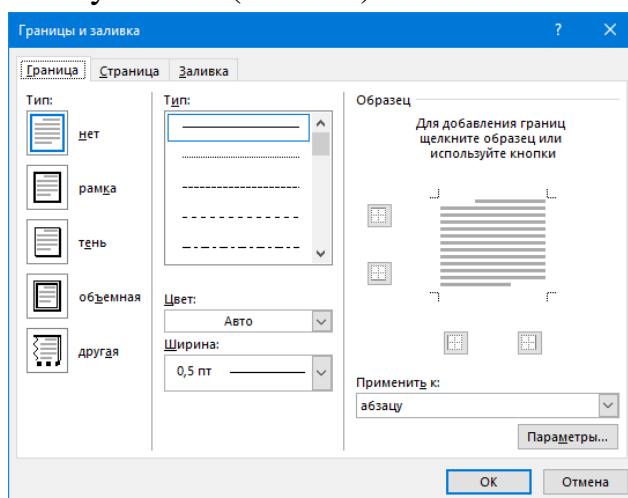 Границы и заливка ? ×
Граница Страница Заливка
Тип:
нет
рамка
тень
объемная
другая
Тип:
Цвет:
Авто
Ширина:
0,5 пт
Образец
Для добавления границ
щелкните образец или
используйте кнопки
Применить к:
абзацу
Параметры...
ОК Отмена